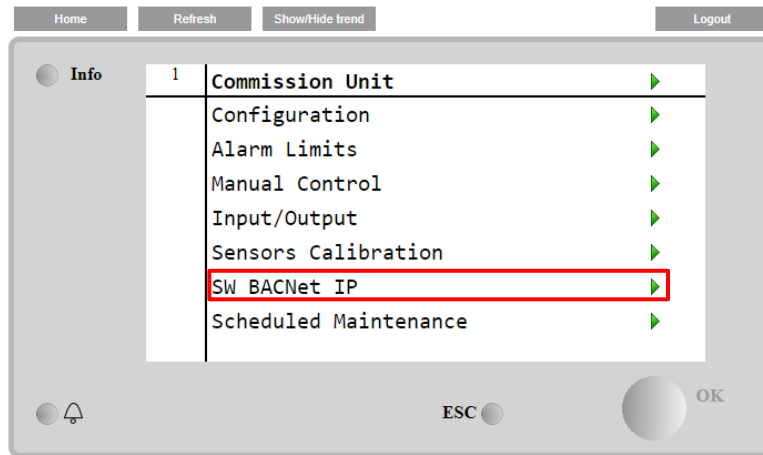 Home Refresh Show/Hide trend Logout
Info
1 Commission Unit
Configuration
Alarm Limits
Manual Control
Input/Output
Sensors Calibration
SW BACNet IP
Scheduled Maintenance
ESC OK